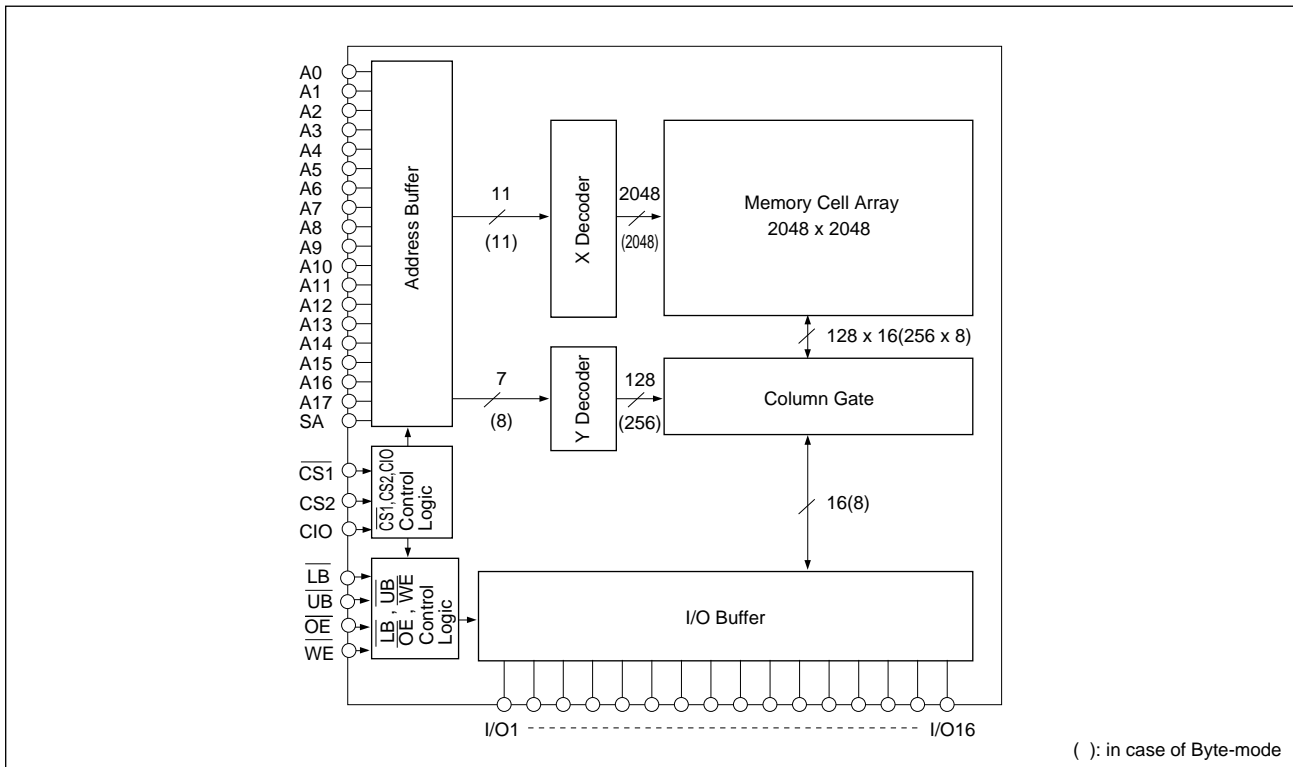 A0
A1
A2
A3
A4
A5
A6
A7
A8
A9
A10
A11
A12
A13
A14
A15
A16
A17
SA
CS1
CS2
CIO
LB
UB
OE
WE
Address Buffer
CS1,CS2,CIO
Control
Logic
LB , UB
OE , WE
Control
Logic
11
(11)
7
(8)
X Decoder
Y Decoder
2048
(2048)
128
(256)
Memory Cell Array
2048 x 2048
128 x 16(256 x 8)
Column Gate
16(8)
I/O Buffer
I/O1 I/O16
( ): in case of Byte-mode